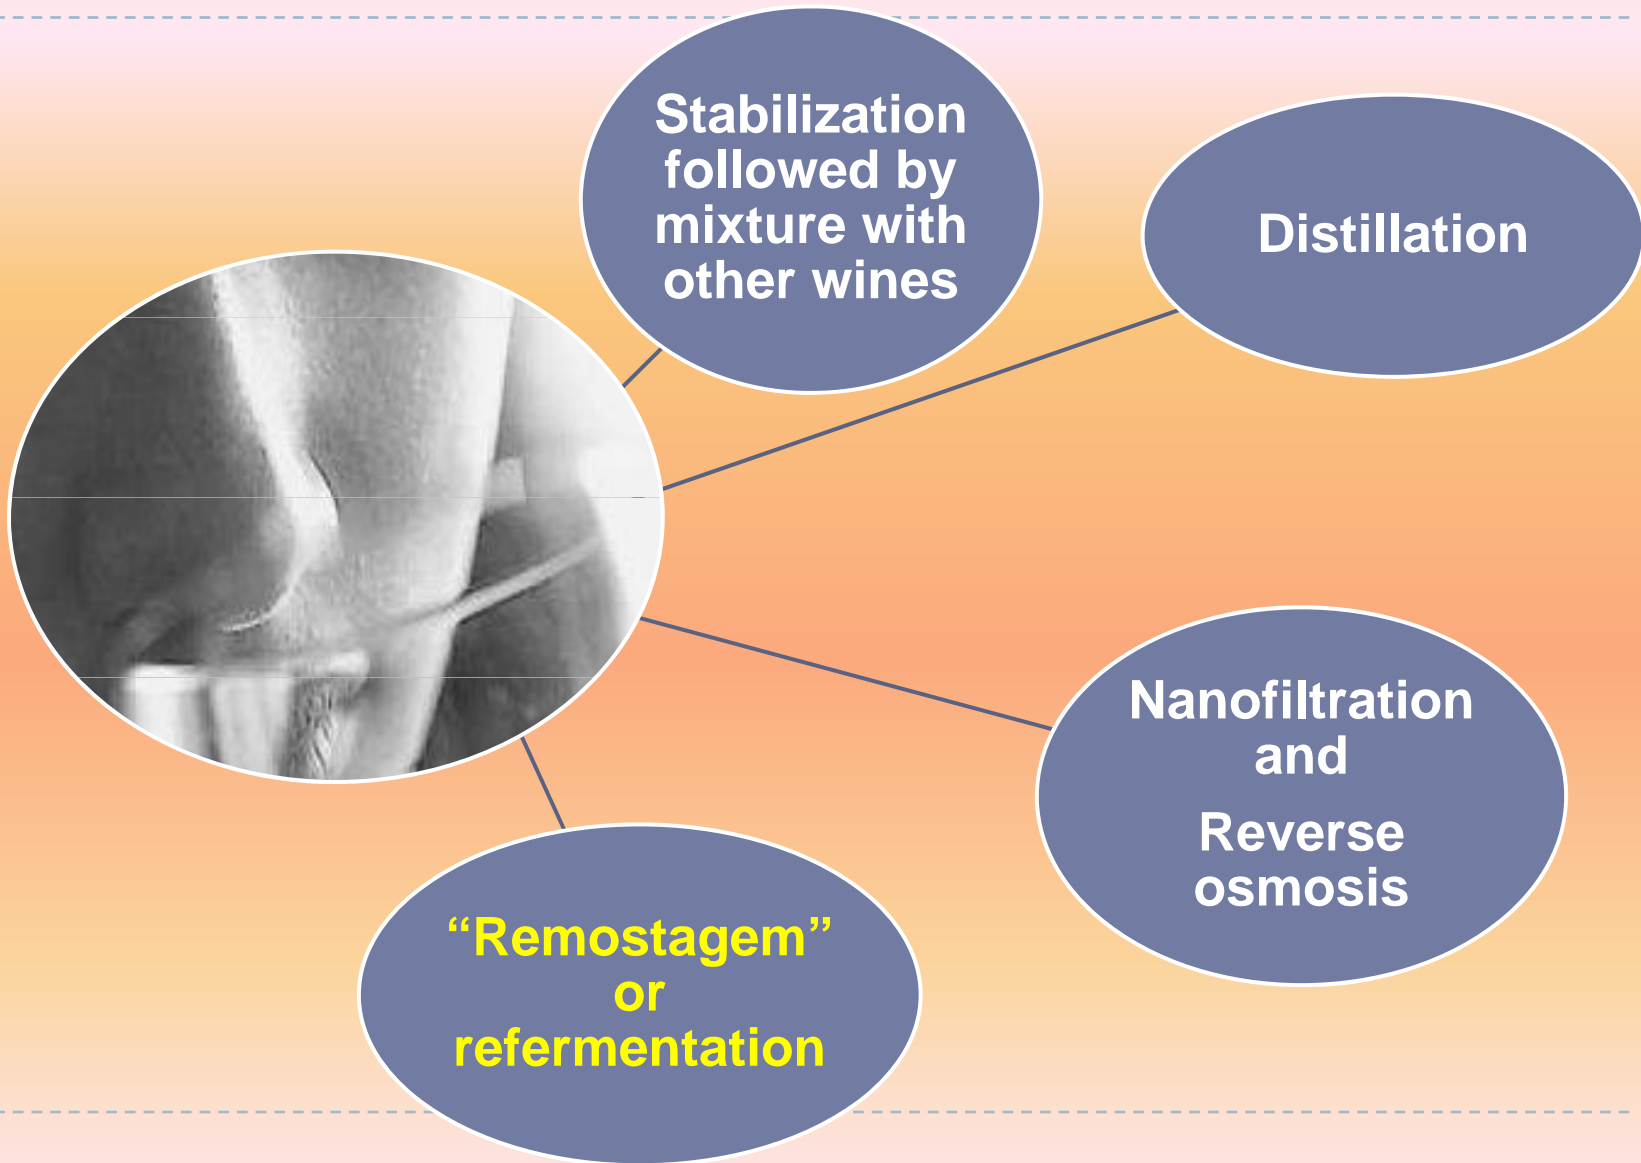 Stabilization
followed by
mixture with
other wines
Distillation
Nanofiltration
and
Reverse
osmosis
“Remostagem”
or
refermentation